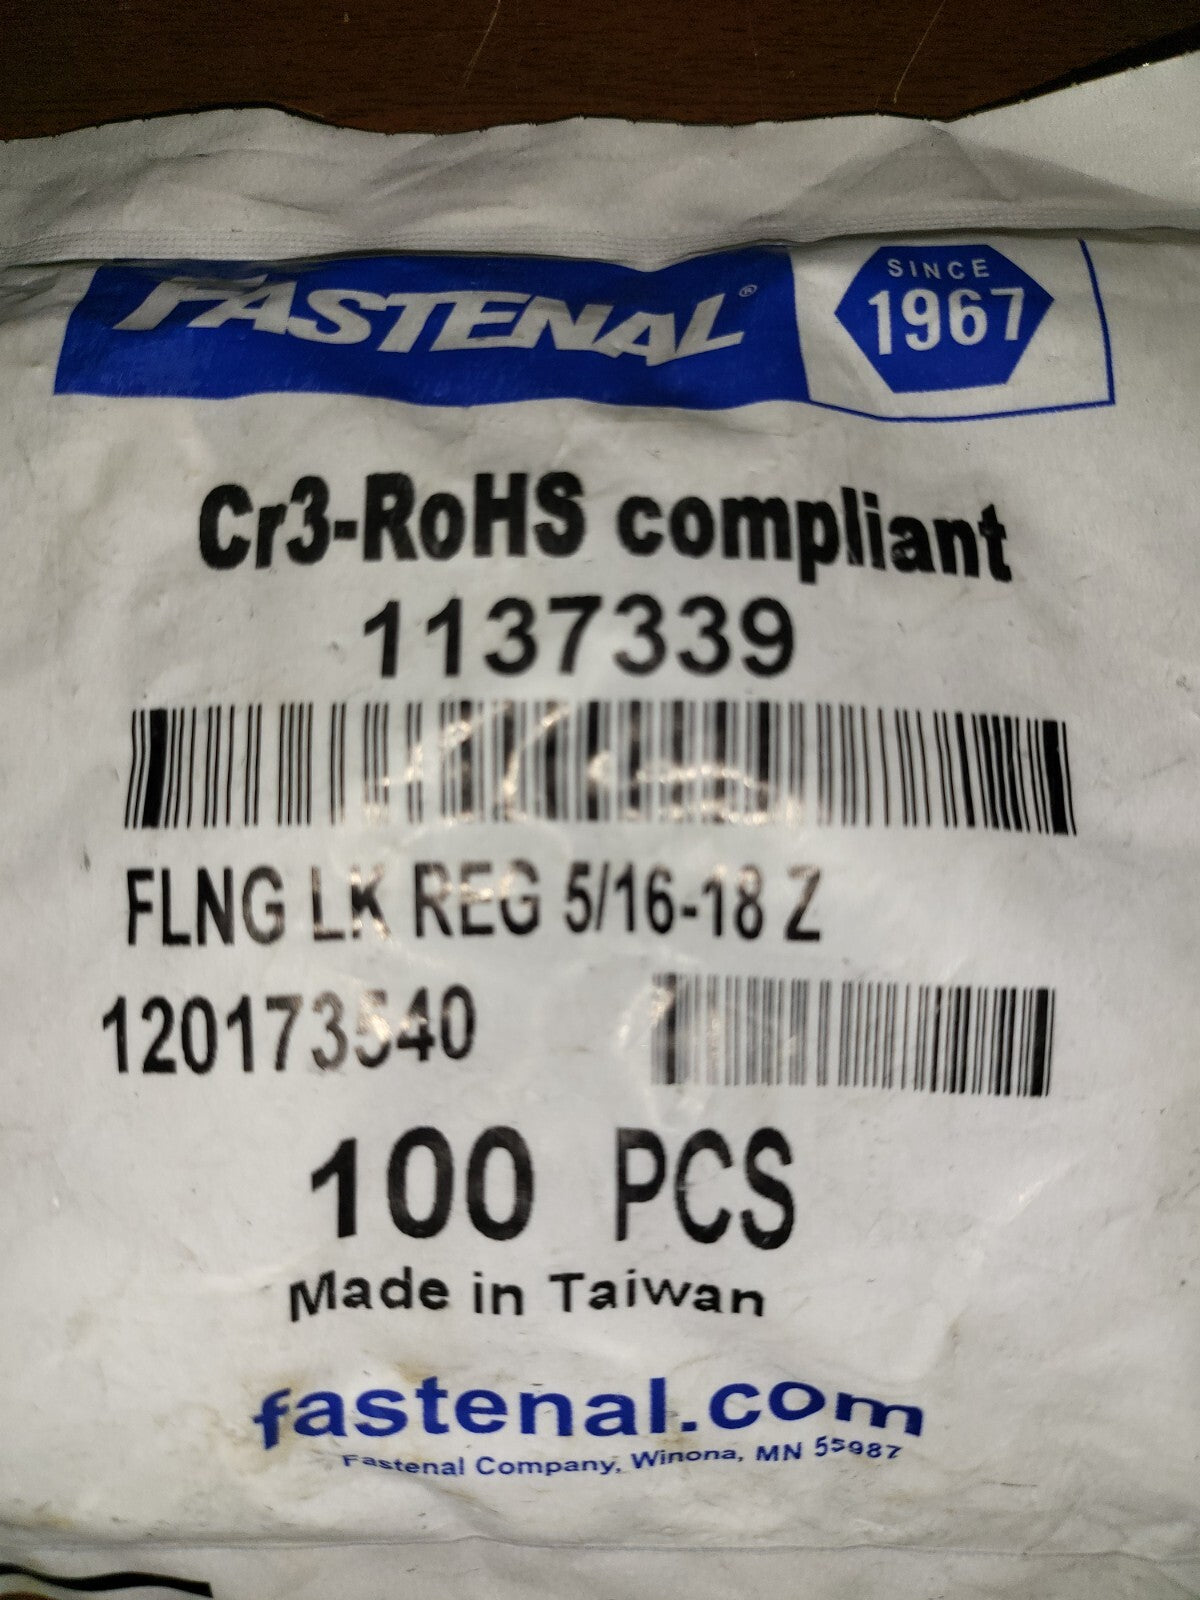 FASTENAL®
SINCE
1967
Cr3-RoHS compliant
1137339
FLNG LK REG 5/16-18 Z
120173540
100 PCS
Made in Taiwan
fastenal.com
Fastenal Company, Winona, MN 55987